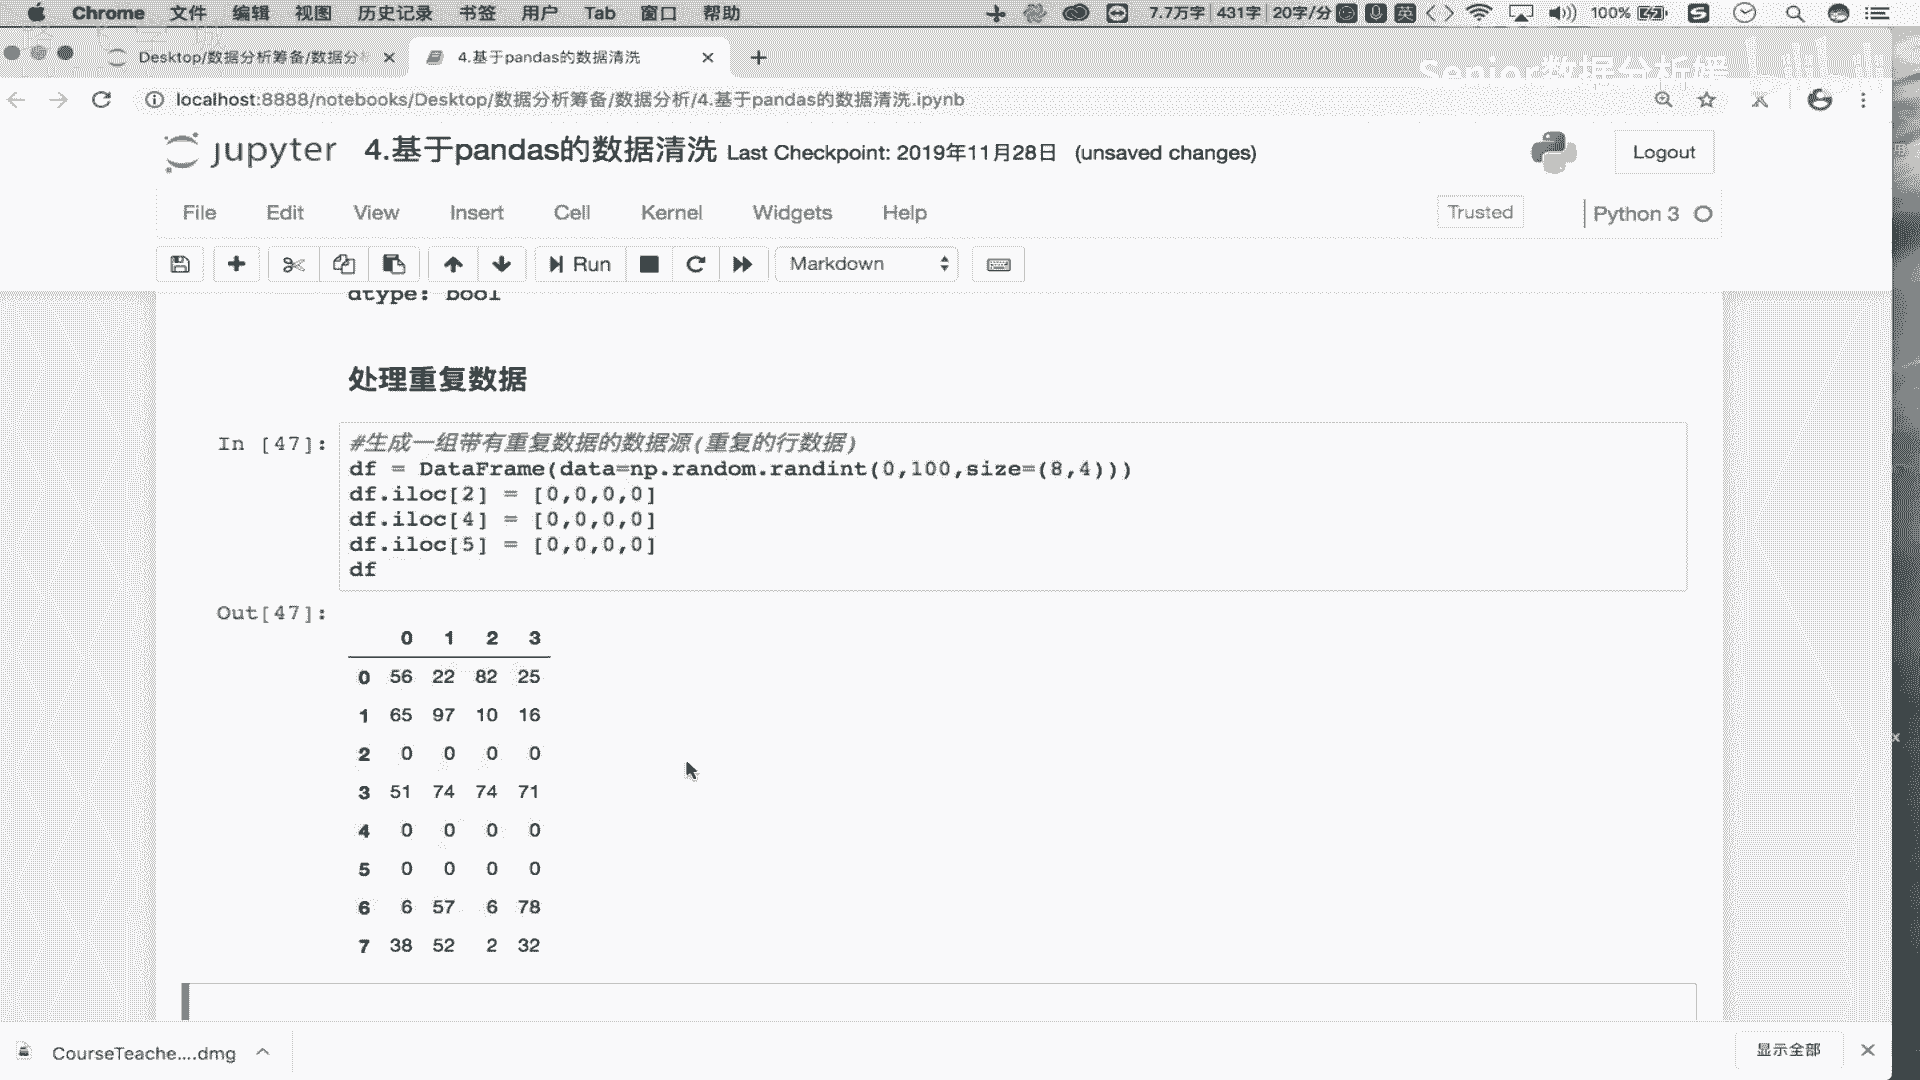 Chrome 文件 编辑 视图 历史记录 书签 用户 Tab 窗口 帮助 7.7万字 431字 20字/分 英 100%
Desktop/数据分析筹备/数据分 4.基于pandas的数据清洗
Senior数据分析媛 bilibili
localhost:8888/notebooks/Desktop/数据分析筹备/数据分析/4.基于pandas的数据清洗.ipynb
jupyter 4.基于pandas的数据清洗 Last Checkpoint: 2019年11月28日 (unsaved changes) Logout
File Edit View Insert Cell Kernel Widgets Help Trusted Python 3
Run Markdown
dtype: bool
处理重复数据
In [47]: #生成一组带有重复数据的数据源(重复的行数据)
df = DataFrame(data=np.random.randint(0,100,size=(8,4)))
df.iloc[2] = [0,0,0,0]
df.iloc[4] = [0,0,0,0]
df.iloc[5] = [0,0,0,0]
df
Out[47]:
0 1 2 3
0 56 22 82 25
1 65 97 10 16
2 0 0 0 0
3 51 74 74 71
4 0 0 0 0
5 0 0 0 0
6 6 57 6 78
7 38 52 2 32
CourseTeache....dmg 显示全部